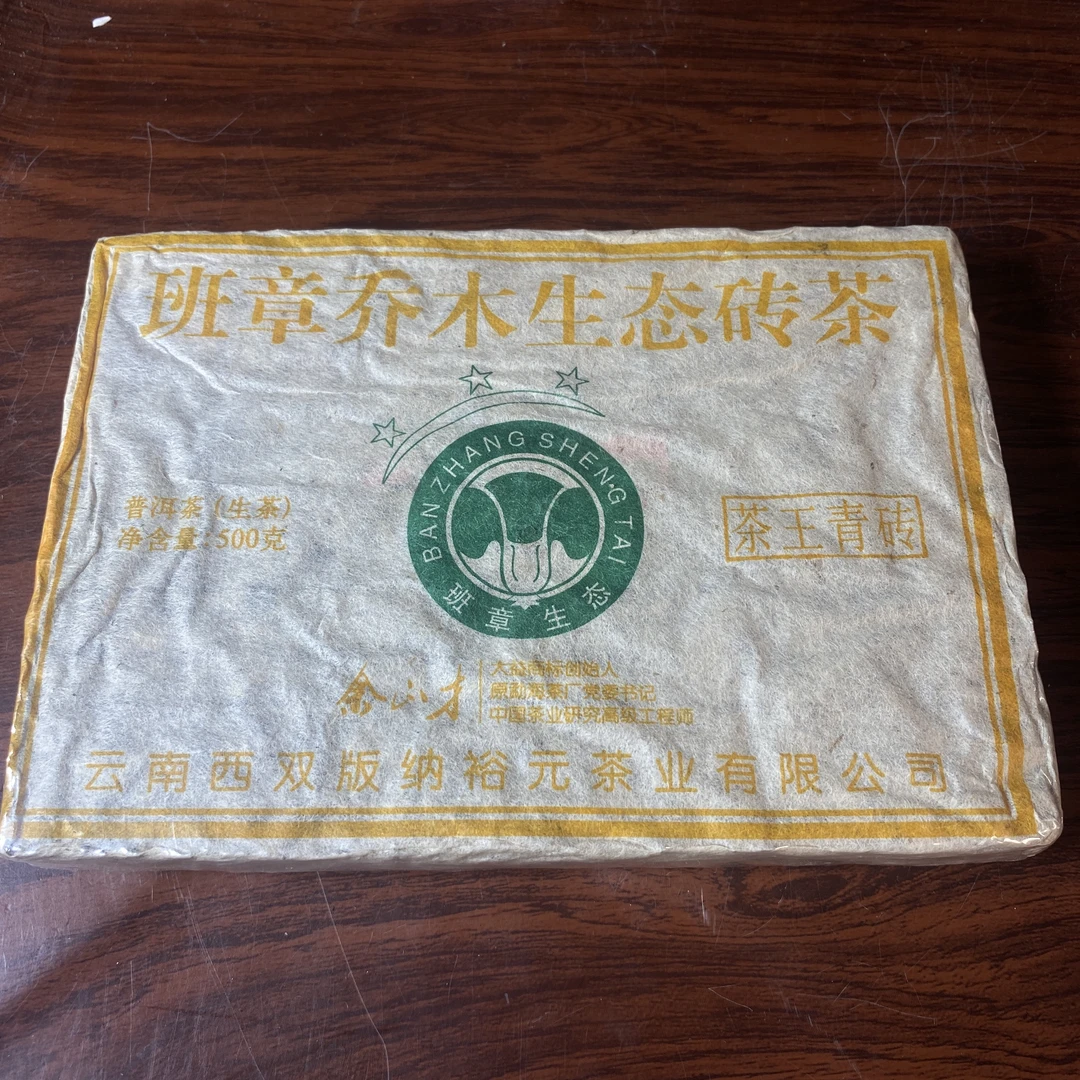 班章乔木生态砖茶
BAN ZHANG SHENG TAI
班章生态
普洱茶（生茶）
净含量:500克
茶王青砖
大益商标创始人
原勐海茶厂党委书记
中国茶业研究高级工程师
云南西双版纳裕元茶业有限公司